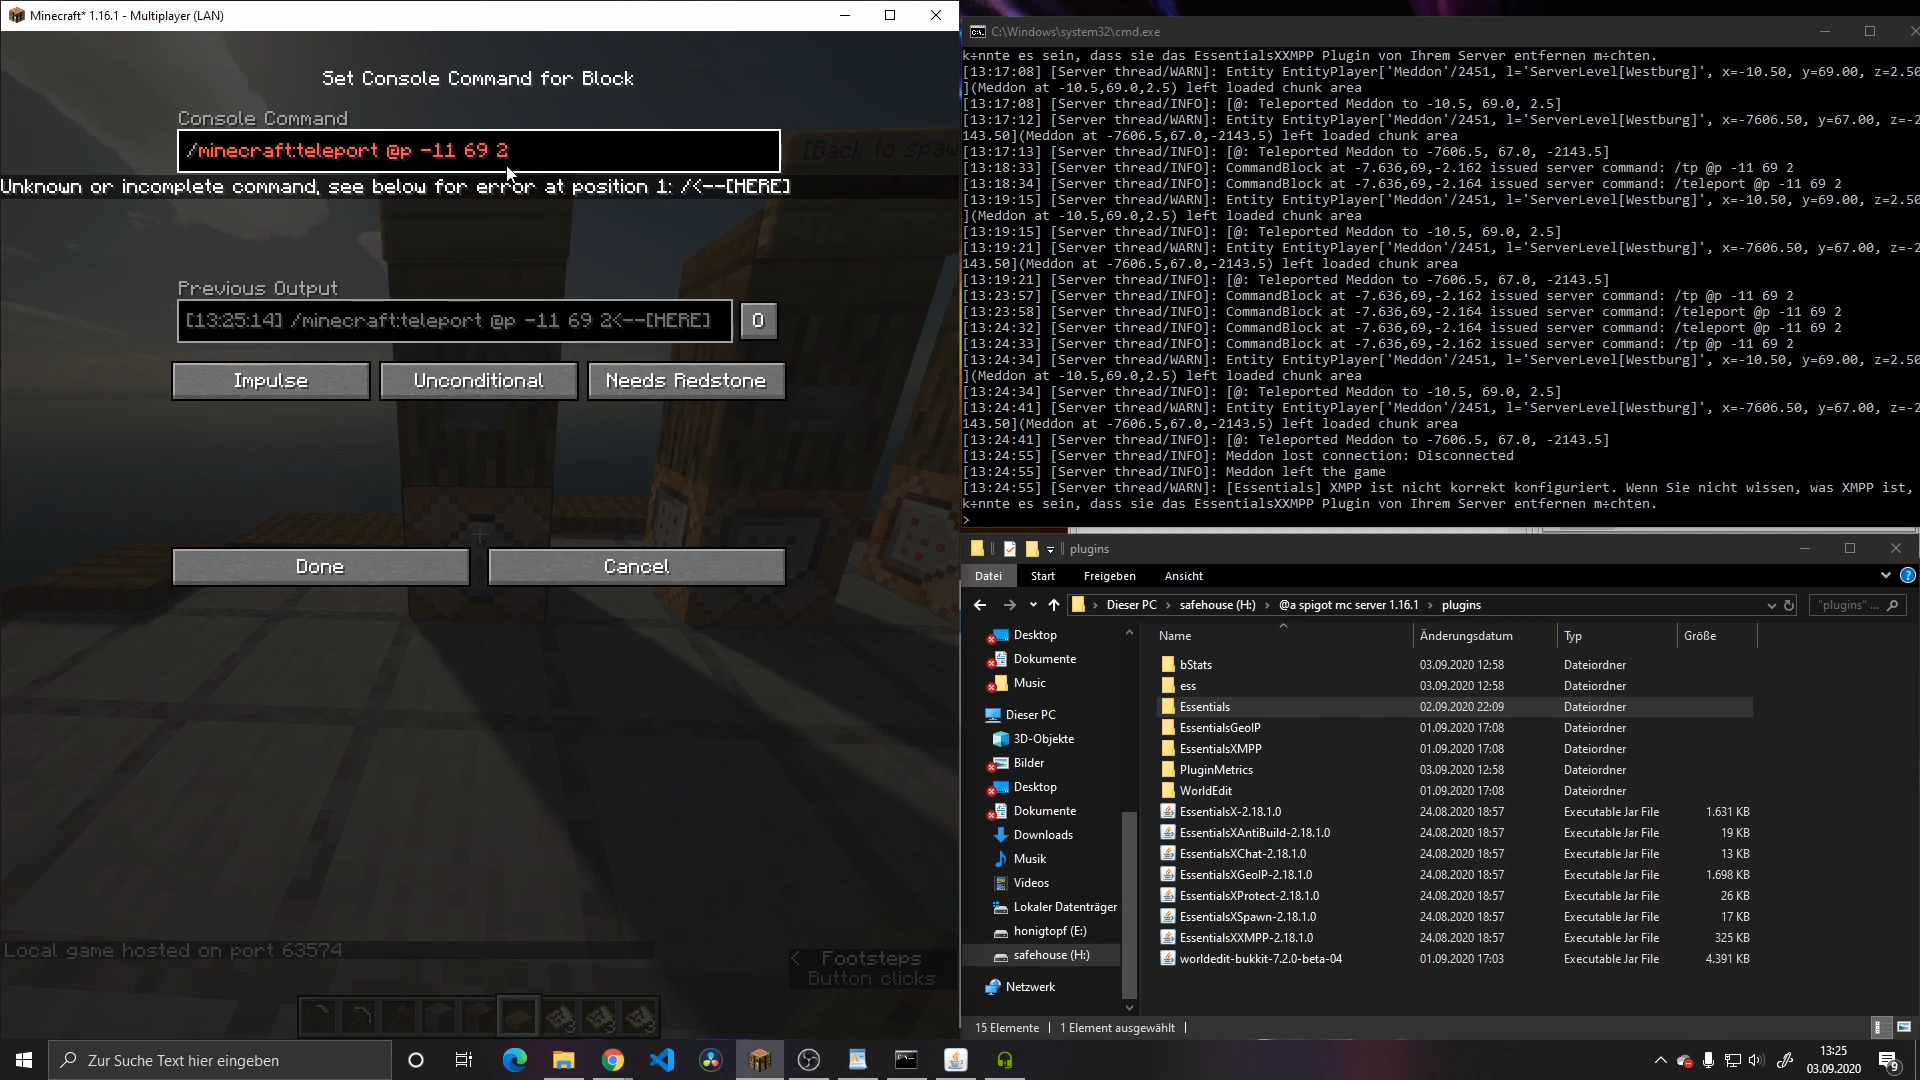 Minecraft* 1.16.1 - Multiplayer (LAN)
Set Console Command for Block
Console Command
/minecraft:teleport @p -11 69 2
[Back to spaw
Unknown or incomplete command, see below for error at position 1: /<--[HERE]
Previous Output
[13:25:14] /minecraft:teleport @p -11 69 2<--[HERE]
O
Impulse
Unconditional
Needs Redstone
Done
Cancel
Local game hosted on port 63574
< Footsteps
Button clicks
3
3
3
C:\Windows\system32\cmd.exe
k÷nnte es sein, dass sie das EssentialsXXMPP Plugin von Ihrem Server entfernen m÷chten.
[13:17:08] [Server thread/WARN]: Entity EntityPlayer['Meddon'/2451, l='ServerLevel[Westburg]', x=-10.50, y=69.00, z=2.50
](Meddon at -10.5,69.0,2.5) left loaded chunk area
[13:17:08] [Server thread/INFO]: [@: Teleported Meddon to -10.5, 69.0, 2.5]
[13:17:12] [Server thread/WARN]: Entity EntityPlayer['Meddon'/2451, l='ServerLevel[Westburg]', x=-7606.50, y=67.00, z=-2
143.50](Meddon at -7606.5,67.0,-2143.5) left loaded chunk area
[13:17:13] [Server thread/INFO]: [@: Teleported Meddon to -7606.5, 67.0, -2143.5]
[13:18:33] [Server thread/INFO]: CommandBlock at -7.636,69,-2.162 issued server command: /tp @p -11 69 2
[13:18:34] [Server thread/INFO]: CommandBlock at -7.636,69,-2.164 issued server command: /teleport @p -11 69 2
[13:19:15] [Server thread/WARN]: Entity EntityPlayer['Meddon'/2451, l='ServerLevel[Westburg]', x=-10.50, y=69.00, z=2.50
](Meddon at -10.5,69.0,2.5) left loaded chunk area
[13:19:15] [Server thread/INFO]: [@: Teleported Meddon to -10.5, 69.0, 2.5]
[13:19:21] [Server thread/WARN]: Entity EntityPlayer['Meddon'/2451, l='ServerLevel[Westburg]', x=-7606.50, y=67.00, z=-2
143.50](Meddon at -7606.5,67.0,-2143.5) left loaded chunk area
[13:19:21] [Server thread/INFO]: [@: Teleported Meddon to -7606.5, 67.0, -2143.5]
[13:23:57] [Server thread/INFO]: CommandBlock at -7.636,69,-2.162 issued server command: /tp @p -11 69 2
[13:23:58] [Server thread/INFO]: CommandBlock at -7.636,69,-2.164 issued server command: /teleport @p -11 69 2
[13:24:32] [Server thread/INFO]: CommandBlock at -7.636,69,-2.164 issued server command: /teleport @p -11 69 2
[13:24:33] [Server thread/INFO]: CommandBlock at -7.636,69,-2.162 issued server command: /tp @p -11 69 2
[13:24:34] [Server thread/WARN]: Entity EntityPlayer['Meddon'/2451, l='ServerLevel[Westburg]', x=-10.50, y=69.00, z=2.50
](Meddon at -10.5,69.0,2.5) left loaded chunk area
[13:24:34] [Server thread/INFO]: [@: Teleported Meddon to -10.5, 69.0, 2.5]
[13:24:41] [Server thread/WARN]: Entity EntityPlayer['Meddon'/2451, l='ServerLevel[Westburg]', x=-7606.50, y=67.00, z=-2
143.50](Meddon at -7606.5,67.0,-2143.5) left loaded chunk area
[13:24:41] [Server thread/INFO]: [@: Teleported Meddon to -7606.5, 67.0, -2143.5]
[13:24:55] [Server thread/INFO]: Meddon lost connection: Disconnected
[13:24:55] [Server thread/INFO]: Meddon left the game
[13:24:55] [Server thread/WARN]: [Essentials] XMPP ist nicht korrekt konfiguriert. Wenn Sie nicht wissen, was XMPP ist,
k÷nnte es sein, dass sie das EssentialsXXMPP Plugin von Ihrem Server entfernen m÷chten.
>
plugins
Datei Start Freigeben Ansicht
Dieser PC > safehouse (H:) > @a spigot mc server 1.16.1 > plugins
"plugins" ...
Desktop
Dokumente
Music
Dieser PC
3D-Objekte
Bilder
Desktop
Dokumente
Downloads
Musik
Videos
Lokaler Datenträger
honigtopf (E:)
safehouse (H:)
Netzwerk
Name Änderungsdatum Typ Größe
bStats 03.09.2020 12:58 Dateiordner
ess 03.09.2020 12:58 Dateiordner
Essentials 02.09.2020 22:09 Dateiordner
EssentialsGeoIP 01.09.2020 17:08 Dateiordner
EssentialsXMPP 01.09.2020 17:08 Dateiordner
PluginMetrics 03.09.2020 12:58 Dateiordner
WorldEdit 01.09.2020 17:08 Dateiordner
EssentialsX-2.18.1.0 24.08.2020 18:57 Executable Jar File 1.631 KB
EssentialsXAntiBuild-2.18.1.0 24.08.2020 18:57 Executable Jar File 19 KB
EssentialsXChat-2.18.1.0 24.08.2020 18:57 Executable Jar File 13 KB
EssentialsXGeoIP-2.18.1.0 24.08.2020 18:57 Executable Jar File 1.698 KB
EssentialsXProtect-2.18.1.0 24.08.2020 18:57 Executable Jar File 26 KB
EssentialsXSpawn-2.18.1.0 24.08.2020 18:57 Executable Jar File 17 KB
EssentialsXXMPP-2.18.1.0 24.08.2020 18:57 Executable Jar File 325 KB
worldedit-bukkit-7.2.0-beta-04 01.09.2020 17:03 Executable Jar File 4.391 KB
15 Elemente 1 Element ausgewählt
Zur Suche Text hier eingeben
13:25
03.09.2020
9